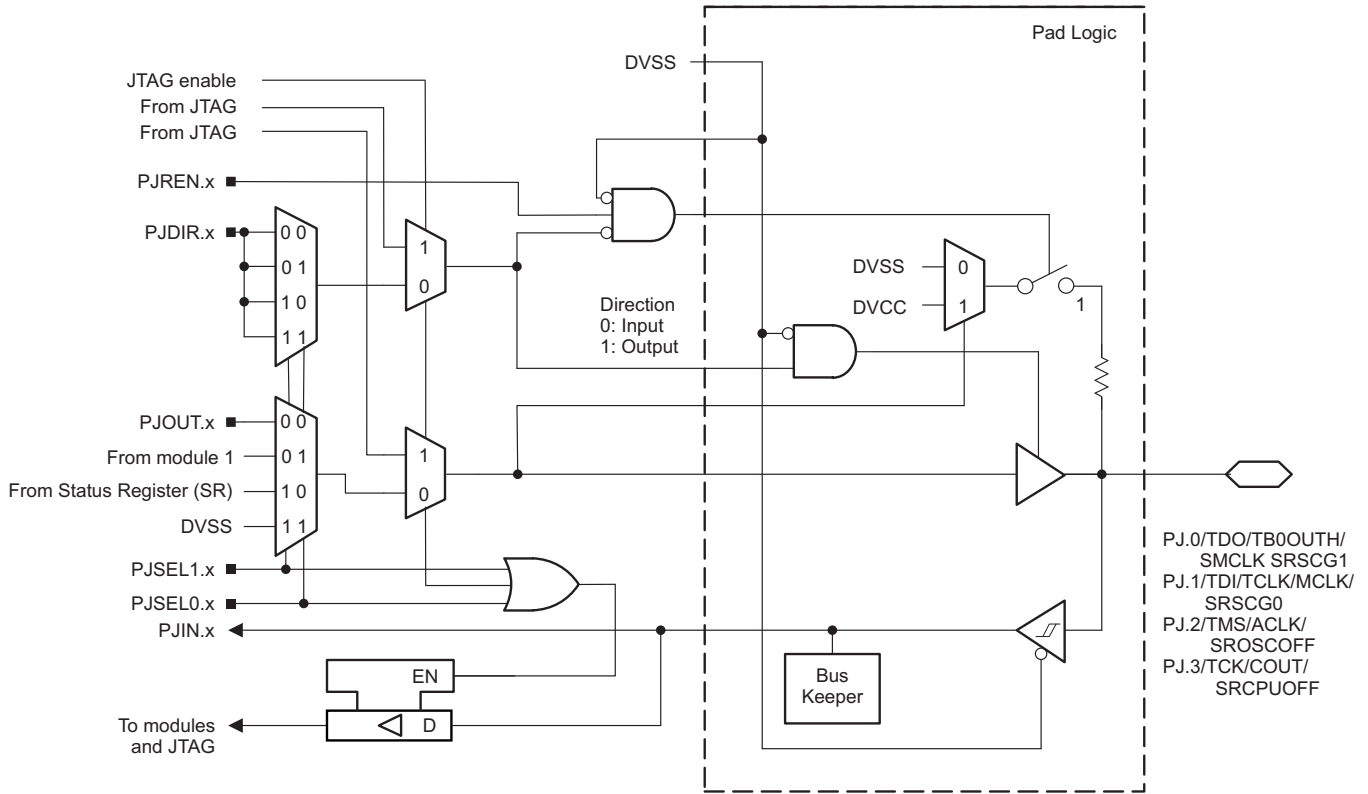 Pad Logic
DVSS
JTAG enable
From JTAG
From JTAG
PJREN.x
PJDIR.x
0 0
0 1
1 0
1 1
1
0
Direction
0: Input
1: Output
DVSS
DVCC
0
1
1
PJOUT.x
From module 1
From Status Register (SR)
DVSS
0 0
0 1
1 0
1 1
1
0
PJSEL1.x
PJSEL0.x
PJIN.x
EN
D
To modules
and JTAG
Bus
Keeper
PJ.0/TDO/TB0OUTH/
SMCLK SRSCG1
PJ.1/TDI/TCLK/MCLK/
SRSCG0
PJ.2/TMS/ACLK/
SROSCOFF
PJ.3/TCK/COUT/
SRCPUOFF